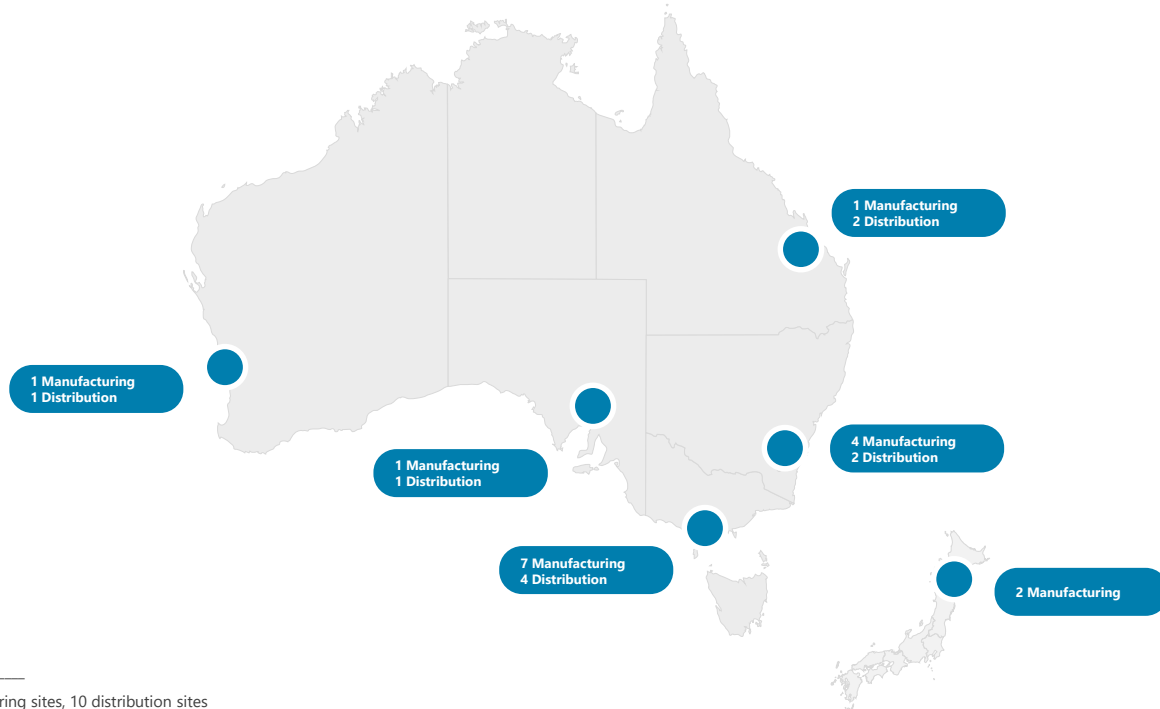 1 Manufacturing
2 Distribution
1 Manufacturing
1 Distribution
4 Manufacturing
2 Distribution
1 Manufacturing
1 Distribution
7 Manufacturing
4 Distribution
2 Manufacturing
sites, 10 distribution sites